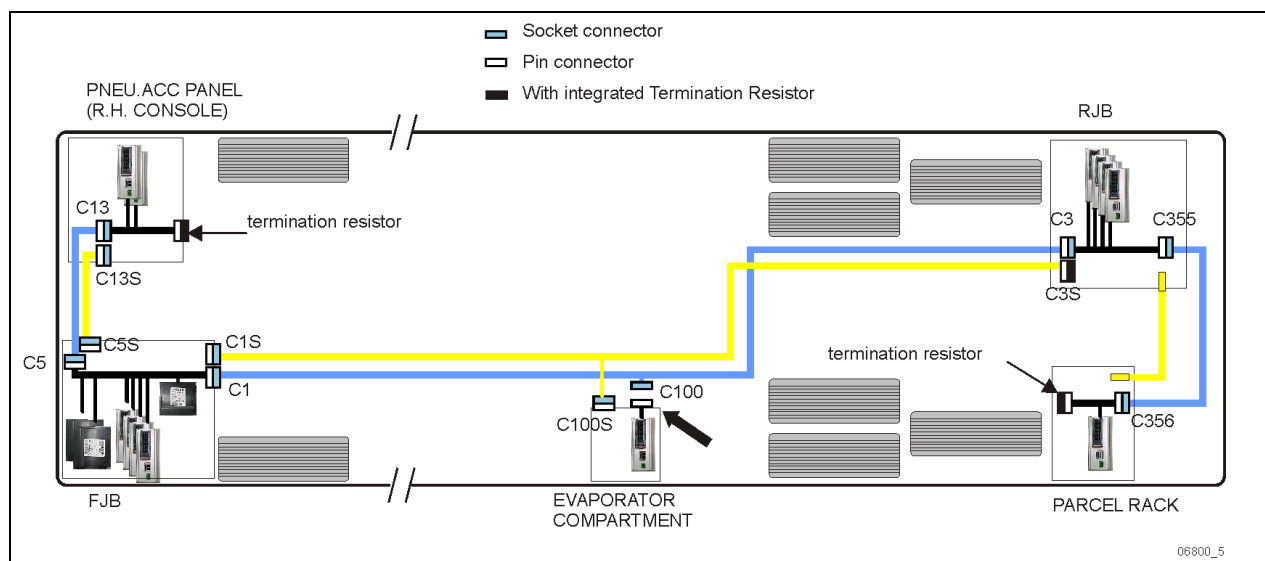 Socket connector
Pin connector
With integrated Termination Resistor
PNEU.ACC PANEL
(R.H. CONSOLE)
RJB
C13
termination resistor
C3
C355
C13S
C3S
C5
C5S
C1S
C1
termination resistor
C100
C100S
C356
FJB
EVAPORATOR
COMPARTMENT
PARCEL RACK
06800_5